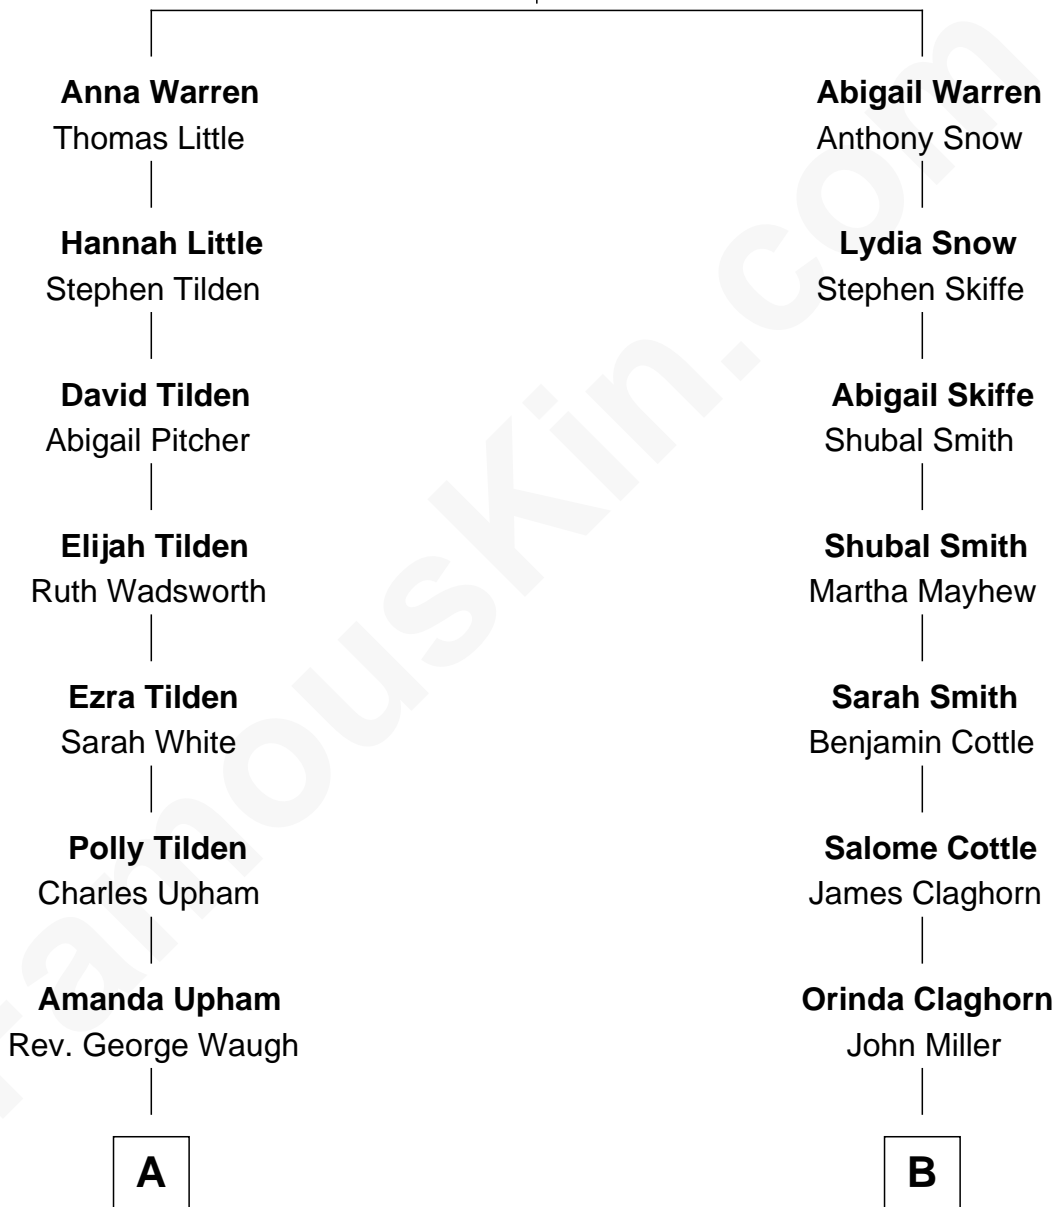 Anna Warren
Thomas Little
Hannah Little
Stephen Tilden
David Tilden
Abigail Pitcher
Elijah Tilden
Ruth Wadsworth
Ezra Tilden
Sarah White
Polly Tilden
Charles Upham
Amanda Upham
Rev. George Waugh
A
Abigail Warren
Anthony Snow
Lydia Snow
Stephen Skiffe
Abigail Skiffe
Shubal Smith
Shubal Smith
Martha Mayhew
Sarah Smith
Benjamin Cottle
Salome Cottle
James Claghorn
Orinda Claghorn
John Miller
B
FamousKin.com